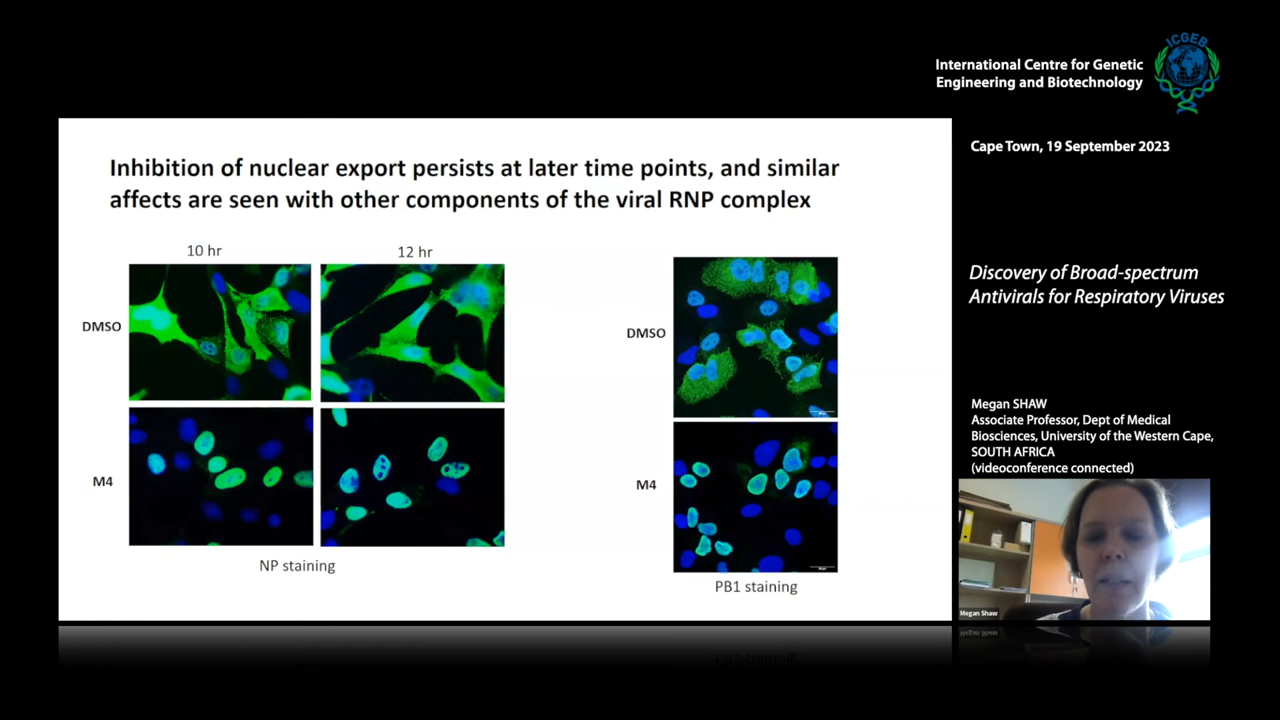 ICGEB
International Centre for Genetic
Engineering and Biotechnology
Cape Town, 19 September 2023
Inhibition of nuclear export persists at later time points, and similar
affects are seen with other components of the viral RNP complex
10 hr
12 hr
DMSO
M4
NP staining
DMSO
M4
PB1 staining
Discovery of Broad-spectrum
Antivirals for Respiratory Viruses
Megan SHAW
Associate Professor, Dept of Medical
Biosciences, University of the Western Cape,
SOUTH AFRICA
(videoconference connected)
Megan Shaw